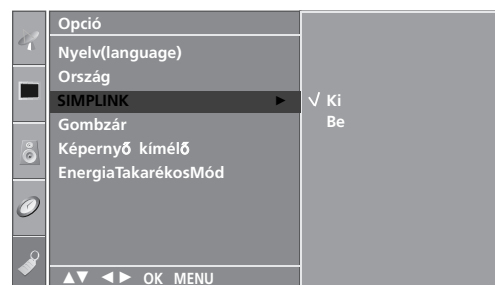 Opció
Nyelv(language)
Ország
SIMPLINK ►
√ Ki
Gombzár
Be
Képernyő kímélő
EnergiaTakarékosMód
▲▼ ◄► OK MENU